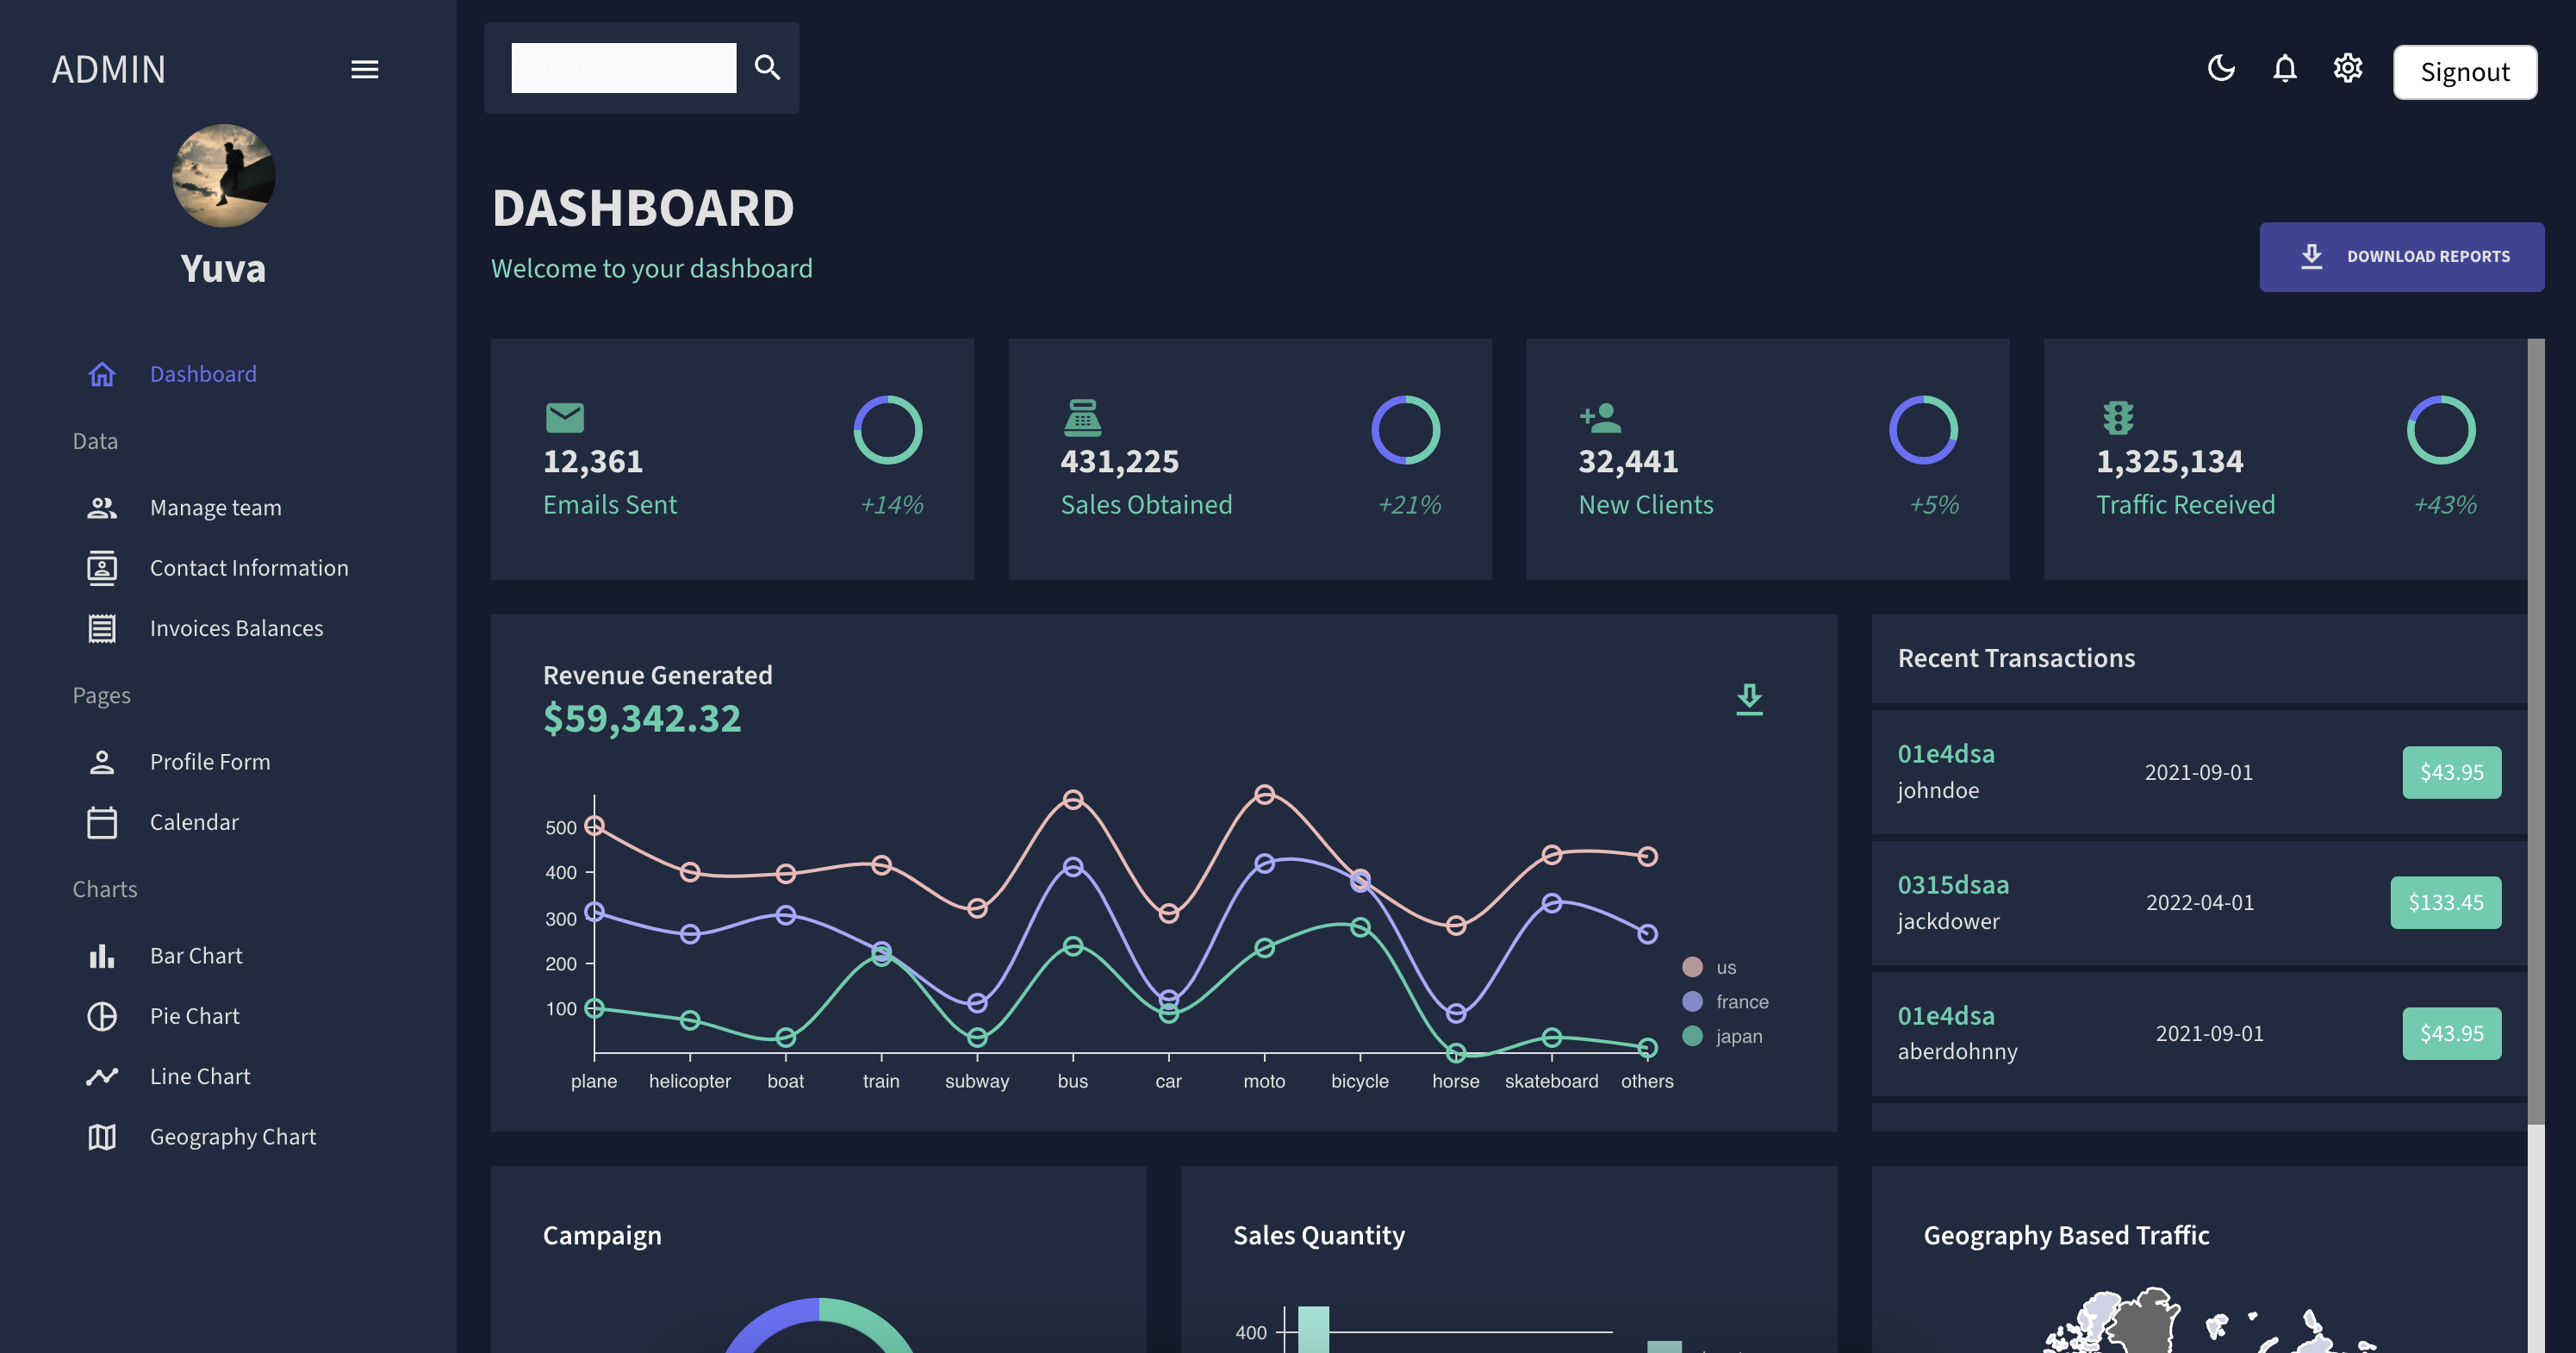 ADMIN
Yuva
Dashboard
Data
Manage team
Contact Information
Invoices Balances
Pages
Profile Form
Calendar
Charts
Bar Chart
Pie Chart
Line Chart
Geography Chart
Signout
DASHBOARD
Welcome to your dashboard
DOWNLOAD REPORTS
12,361
Emails Sent
+14%
431,225
Sales Obtained
+21%
32,441
New Clients
+5%
1,325,134
Traffic Received
+43%
Revenue Generated
$59,342.32
500
400
300
200
100
plane helicopter boat train subway bus car moto bicycle horse skateboard others
us
france
japan
Recent Transactions
01e4dsa
johndoe
2021-09-01
$43.95
0315dsaa
jackdower
2022-04-01
$133.45
01e4dsa
aberdohnny
2021-09-01
$43.95
Campaign
Sales Quantity
400
Geography Based Traffic